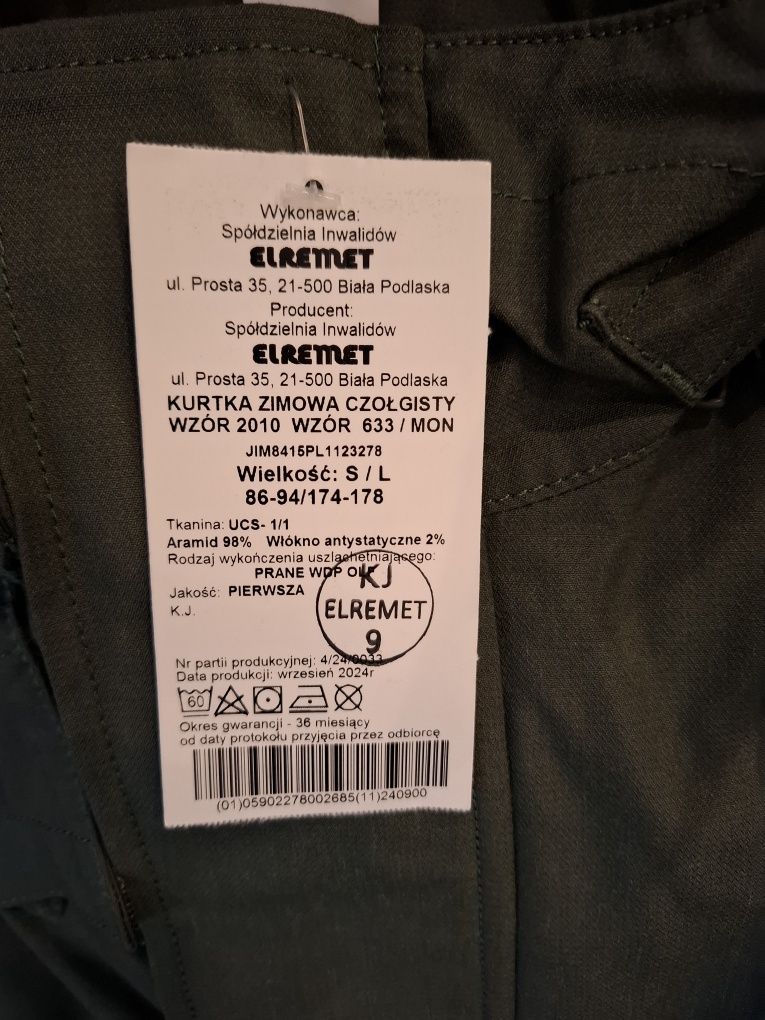 Wykonawca:
Spółdzielnia Inwalidów
ELREMET
ul. Prosta 35, 21-500 Biała Podlaska
Producent:
Spółdzielnia Inwalidów
ELREMET
ul. Prosta 35, 21-500 Biała Podlaska
KURTKA ZIMOWA CZOŁGISTY
WZÓR 2010 WZÓR 633 / MON
JIM8415PL1123278
Wielkość: S / L
86-94/174-178
Tkanina: UCS- 1/1
Aramid 98% Włókno antystatyczne 2%
Rodzaj wykończenia uszlachetniającego:
PRANE WDP
Jakość: PIERWSZA
K.J.
KJ
ELREMET
9
Nr partii produkcyjnej: 4/24/0033
Data produkcji: wrzesień 2024r
60
Okres gwarancji - 36 miesięcy
od daty protokołu przyjęcia przez odbiorcę
(01)05902278002685(11)240900